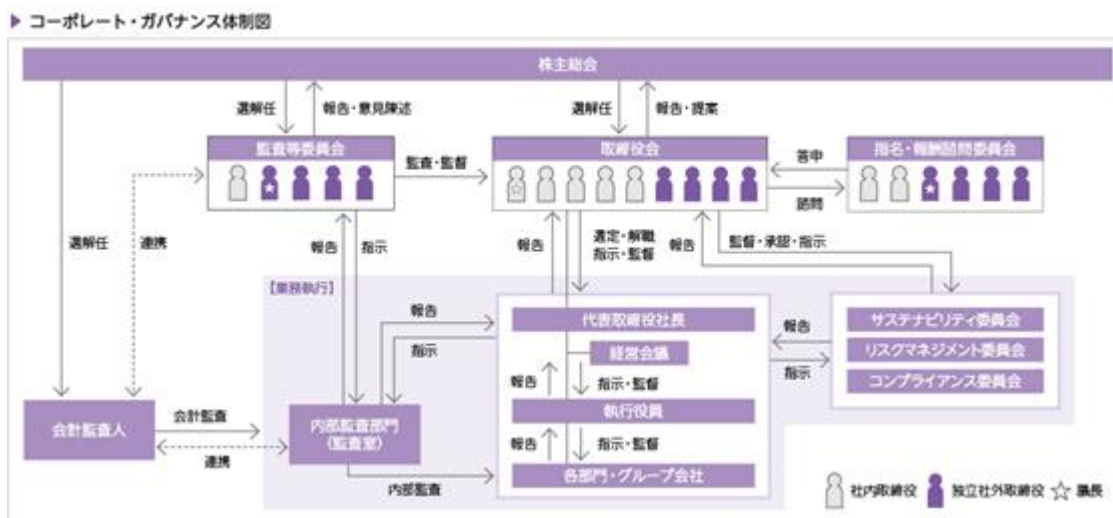 コーポレート・ガバナンス体制図
株主総会
選解任
報告・意見陳述
選解任
報告・提案
監査等委員会
取締役会
指名・報酬諮問委員会
監査・監督
答申
諮問
選解任
連携
報告
指示
報告
選定・解職
指示・監督
報告
監督・承認・指示
【業務執行】
報告
指示
代表取締役社長
経営会議
報告
指示・監督
執行役員
報告
指示・監督
各部門・グループ会社
報告
指示
サステナビリティ委員会
リスクマネジメント委員会
コンプライアンス委員会
会計監査人
会計監査
連携
内部監査部門
(監査室)
内部監査
社内取締役
独立社外取締役
議長